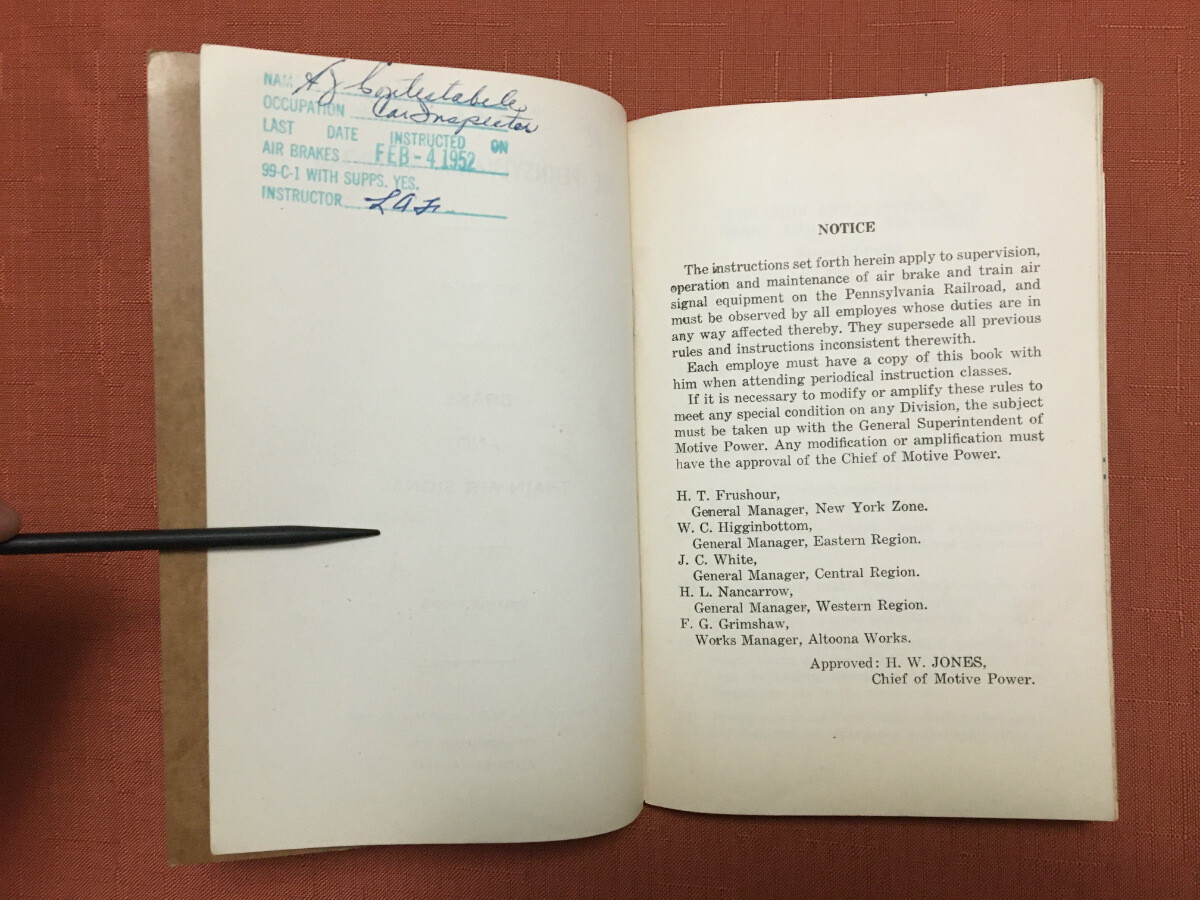 NAME A J Contestabele
OCCUPATION Car Inspector
LAST DATE INSTRUCTED ON
AIR BRAKES FEB - 4 1952
99-C-1 WITH SUPPS. YES.
INSTRUCTOR
NOTICE
The instructions set forth herein apply to supervision,
operation and maintenance of air brake and train air
signal equipment on the Pennsylvania Railroad, and
must be observed by all employes whose duties are in
any way affected thereby. They supersede all previous
rules and instructions inconsistent therewith.
Each employe must have a copy of this book with
him when attending periodical instruction classes.
If it is necessary to modify or amplify these rules to
meet any special condition on any Division, the subject
must be taken up with the General Superintendent of
Motive Power. Any modification or amplification must
have the approval of the Chief of Motive Power.
H. T. Frushour,
General Manager, New York Zone.
W. C. Higginbottom,
General Manager, Eastern Region.
J. C. White,
General Manager, Central Region.
H. L. Nancarrow,
General Manager, Western Region.
F. G. Grimshaw,
Works Manager, Altoona Works.
Approved: H. W. JONES,
Chief of Motive Power.